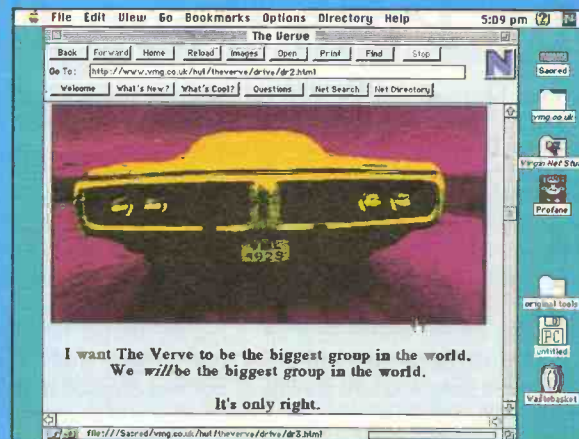 File Edit View Go Bookmarks Options Directory Help 5:09 pm
The Verve
Back Forward Home Reload Images Open Print Find Stop
Go To: http://www.vmg.co.uk/hut/theverve/drive/dr2.html
Welcome What's New? What's Cool? Questions Net Search Net Directory
N
Sacred
vmg.co.uk
Virgin Net Stu
Profane
original tools
PC
untitled
Wastebasket
4929
I want The Verve to be the biggest group in the world.
We will be the biggest group in the world.
It's only right.
file:///Sacred/vmg.co.uk/hut/theverve/drive/dr3.html